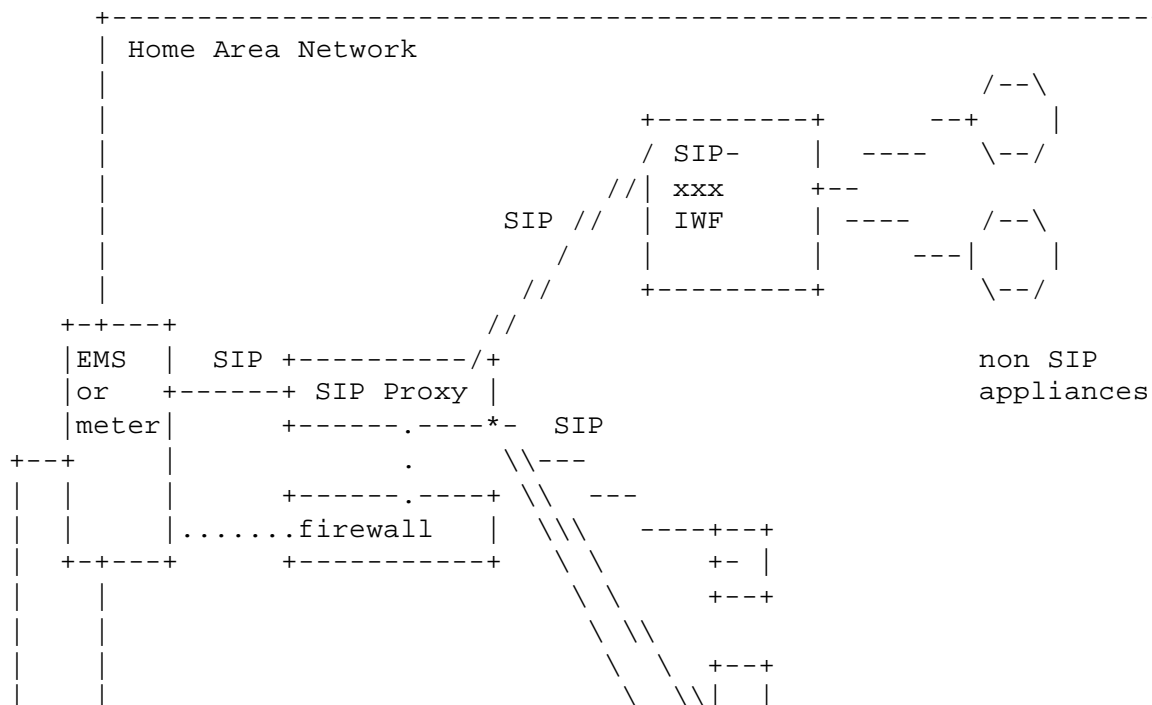 Home Area Network
SIP-
xxx
SIP
IWF
EMS
SIP
non SIP
or
SIP Proxy
appliances
meter
SIP
firewall